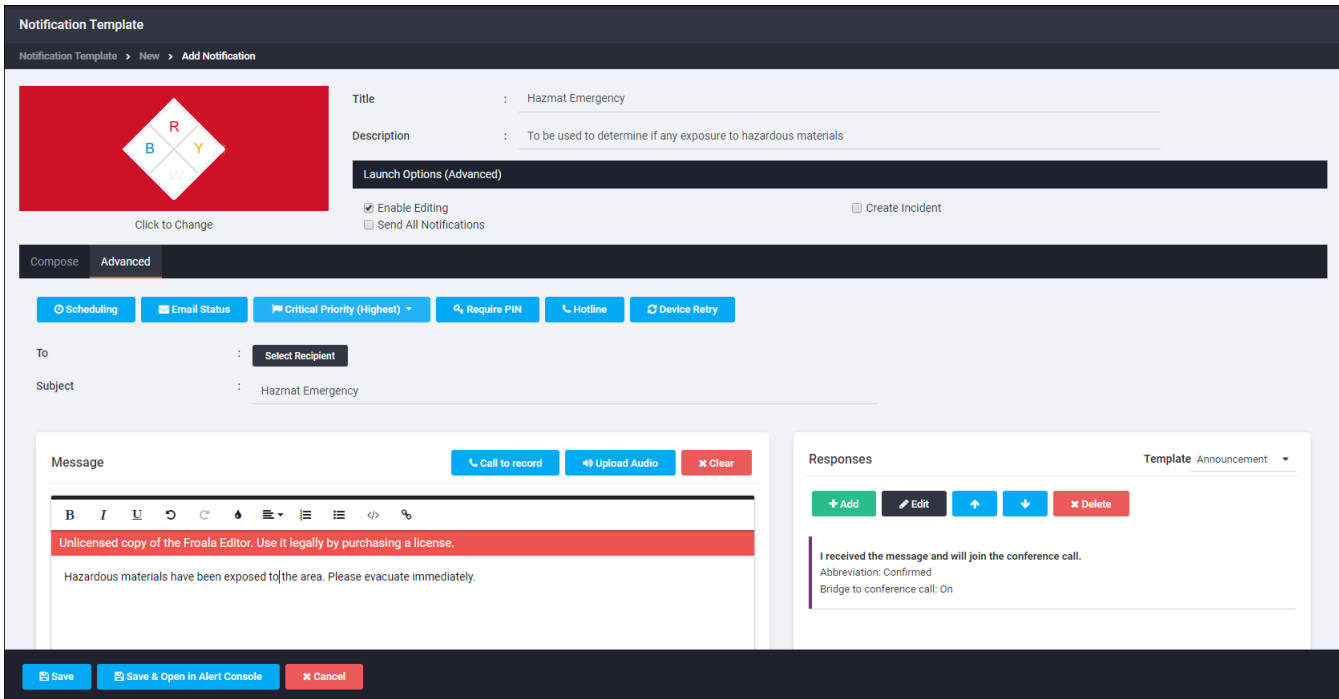 Notification Template
Notification Template > New > Add Notification
R
B Y
W
Click to Change
Title : Hazmat Emergency
Description : To be used to determine if any exposure to hazardous materials
Launch Options (Advanced)
Enable Editing Create Incident
Send All Notifications
Compose Advanced
Scheduling Email Status Critical Priority (Highest) Require PIN Hotline Device Retry
To : Select Recipient
Subject : Hazmat Emergency
Message Call to record Upload Audio Clear
B I U
Unlicensed copy of the Froala Editor. Use it legally by purchasing a license.
Hazardous materials have been exposed to the area. Please evacuate immediately.
Responses Template Announcement
Add Edit Delete
I received the message and will join the conference call.
Abbreviation: Confirmed
Bridge to conference call: On
Save Save & Open in Alert Console Cancel